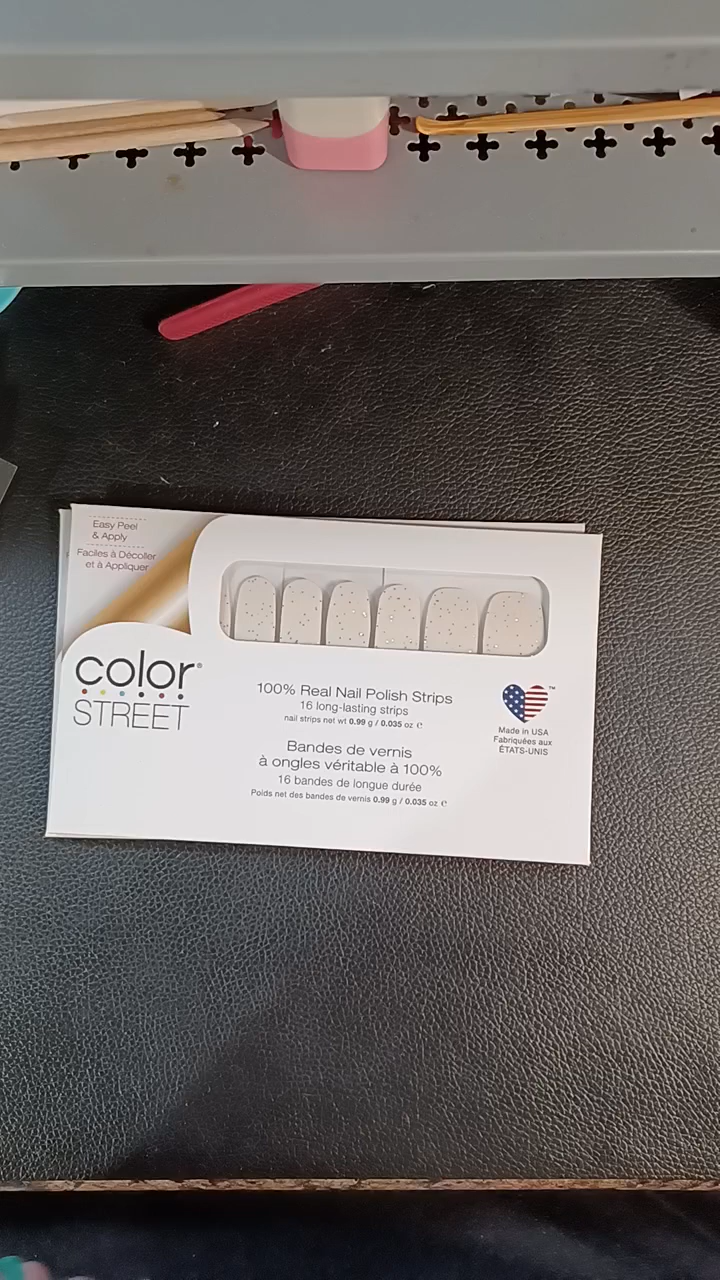 Easy Peel
& Apply
Faciles à Décoller
et à Appliquer
color®
STREET
100% Real Nail Polish Strips
16 long-lasting strips
nail strips net wt 0.99 g / 0.035 oz ℮
Bandes de vernis
à ongles véritable à 100%
16 bandes de longue durée
Poids net des bandes de vernis 0.99 g / 0.035 oz ℮
TM
Made in USA
Fabriquées aux
ÉTATS-UNIS